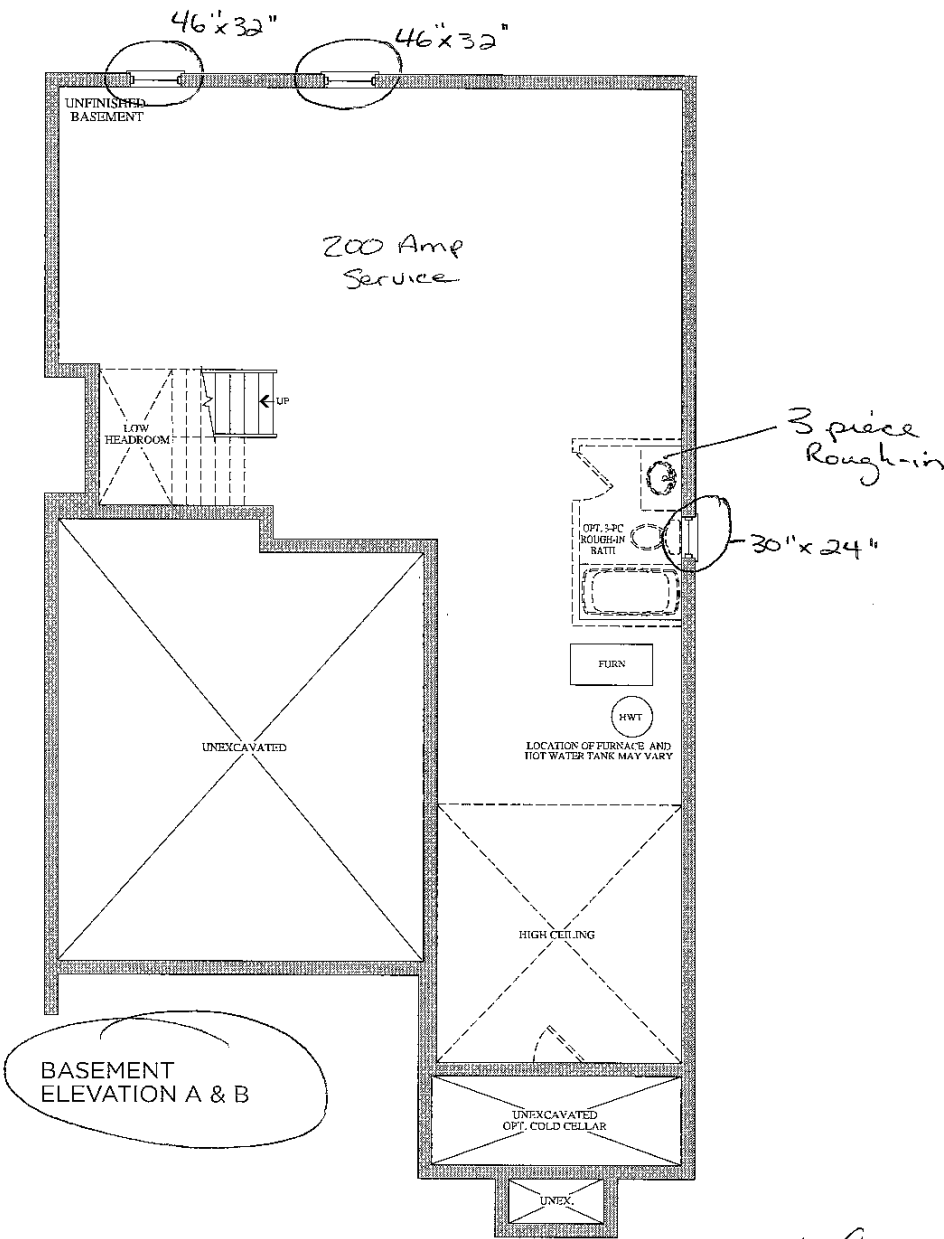 46"x32"
46"x32"
UNFINISHED
BASEMENT
200 Amp
Service
UP
LOW
HEADROOM
3 piece
Rough-in
OPT. 3-PC
ROUGH-IN
BATH
30"x24"
FURN
HWT
LOCATION OF FURNACE AND
HOT WATER TANK MAY VARY
UNEXCAVATED
HIGH CEILING
BASEMENT
ELEVATION A & B
UNEXCAVATED
OPT. COLD CELLAR
UNEX.